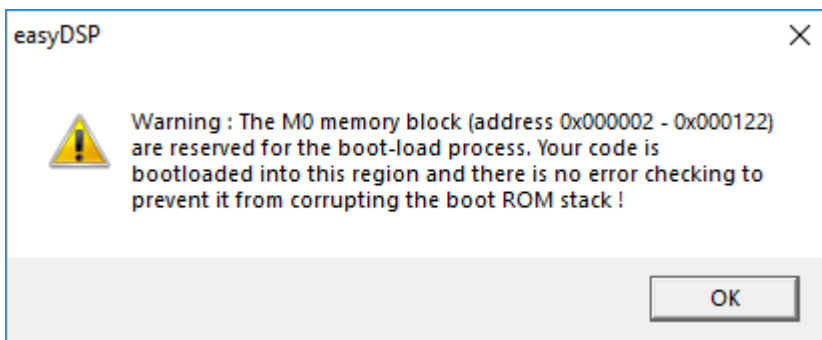 easyDSP
Warning : The M0 memory block (address 0x000002 - 0x000122)
are reserved for the boot-load process. Your code is
bootloaded into this region and there is no error checking to
prevent it from corrupting the boot ROM stack !
OK